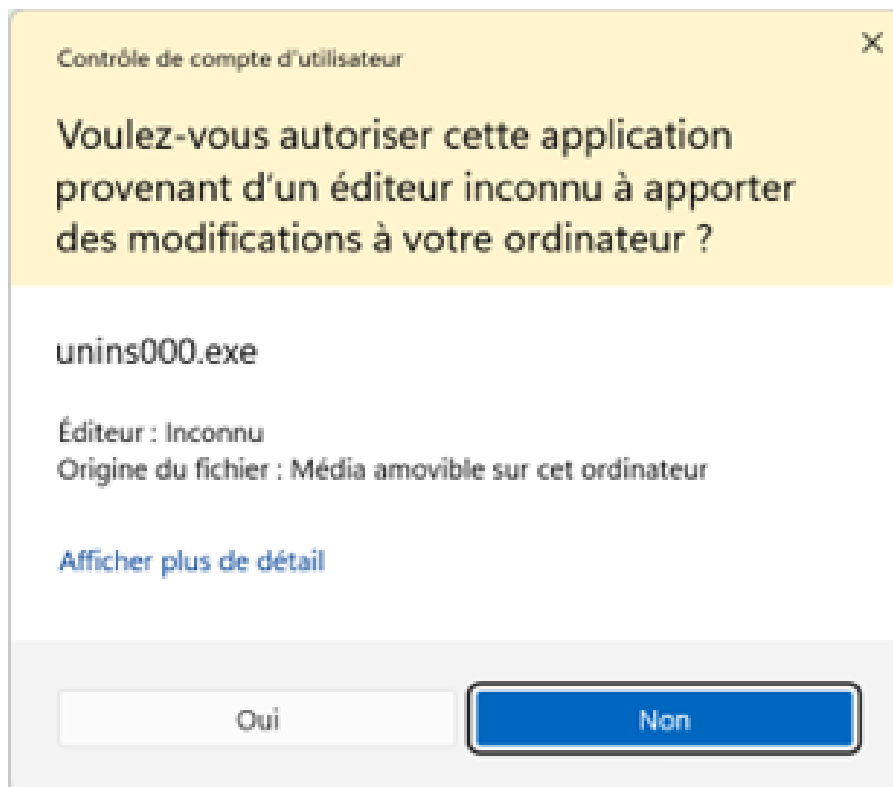 Contrôle de compte d'utilisateur
Voulez-vous autoriser cette application
provenant d'un éditeur inconnu à apporter
des modifications à votre ordinateur ?
unins000.exe
Éditeur : Inconnu
Origine du fichier : Média amovible sur cet ordinateur
Afficher plus de détail
Oui
Non